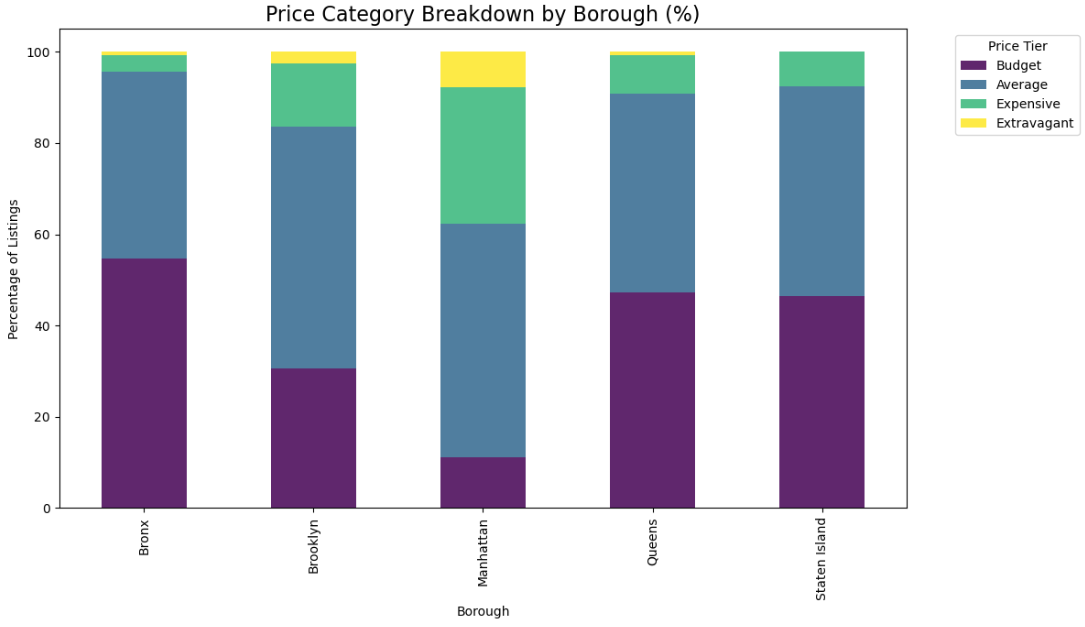 Price Category Breakdown by Borough (%)
Price Tier
Budget
Average
Expensive
Extravagant
Percentage of Listings
100
80
60
40
20
0
Bronx
Brooklyn
Manhattan
Queens
Staten Island
Borough